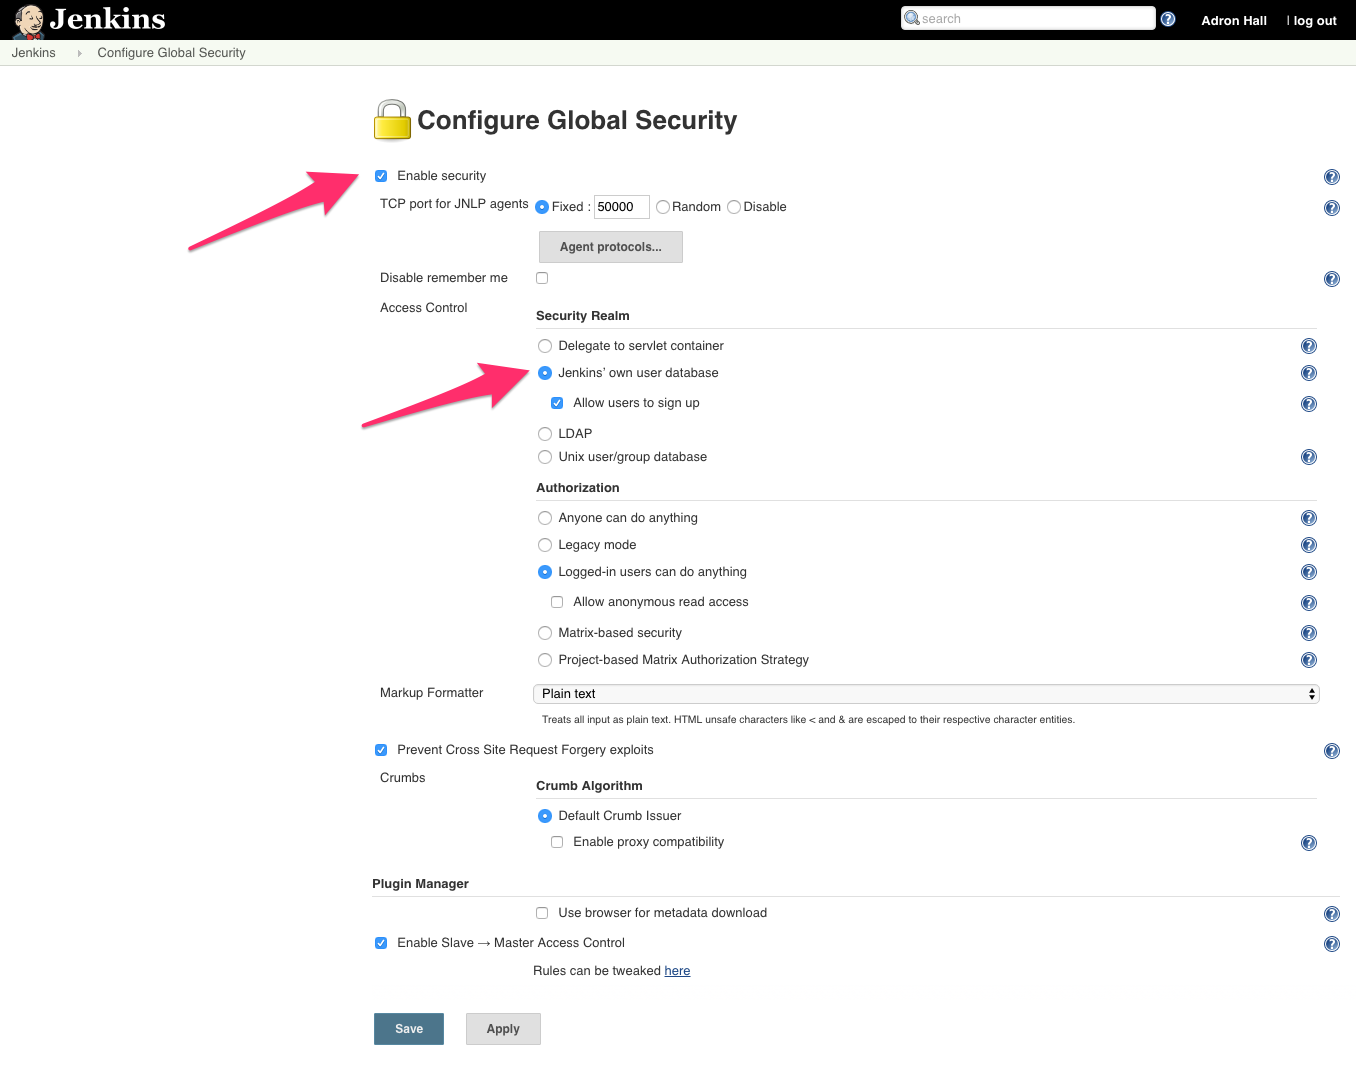 Jenkins
search
Adron Hall | log out
Jenkins Configure Global Security
Configure Global Security
Enable security
TCP port for JNLP agents Fixed : 50000 Random Disable
Agent protocols...
Disable remember me
Access Control
Security Realm
Delegate to servlet container
Jenkins’ own user database
Allow users to sign up
LDAP
Unix user/group database
Authorization
Anyone can do anything
Legacy mode
Logged-in users can do anything
Allow anonymous read access
Matrix-based security
Project-based Matrix Authorization Strategy
Markup Formatter Plain text
Treats all input as plain text. HTML unsafe characters like < and & are escaped to their respective character entities.
Prevent Cross Site Request Forgery exploits
Crumbs
Crumb Algorithm
Default Crumb Issuer
Enable proxy compatibility
Plugin Manager
Use browser for metadata download
Enable Slave → Master Access Control
Rules can be tweaked here
Save Apply